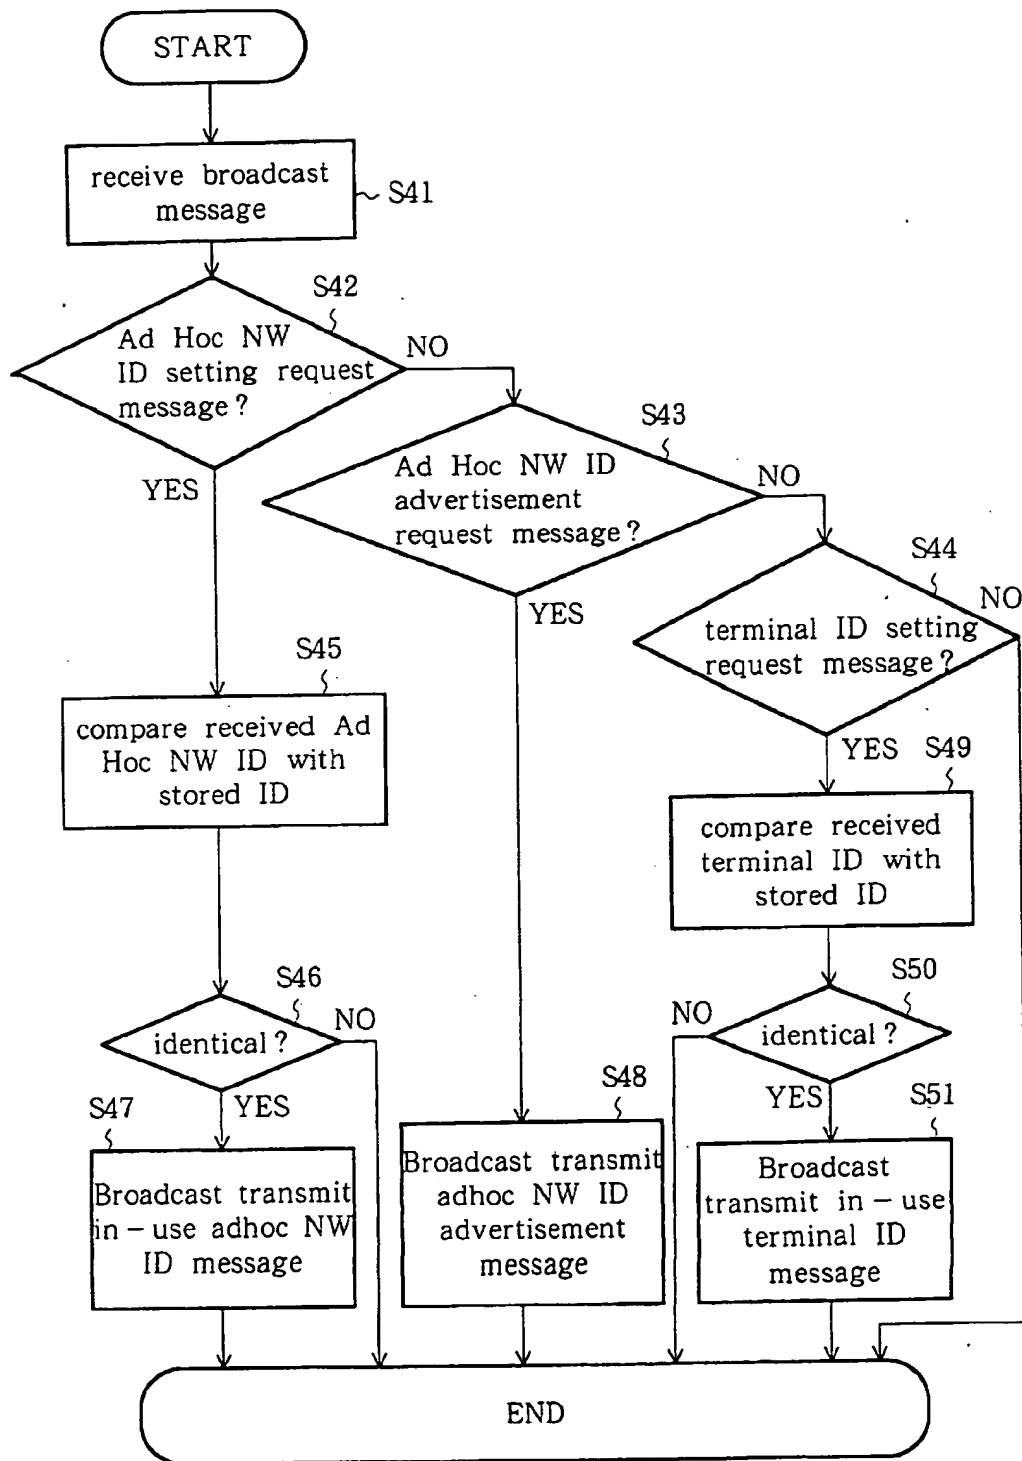 START
receive broadcast
message
S41
S42
Ad Hoc NW
ID setting request
message?
NO
YES
S43
Ad Hoc NW ID
advertisement
request message?
NO
YES
S44
terminal ID setting
request message?
NO
YES
S45
compare received Ad
Hoc NW ID with
stored ID
S49
compare received
terminal ID with
stored ID
S46
identical?
NO
YES
S50
identical?
NO
YES
S47
Broadcast transmit
in-use adhoc NW
ID message
S48
Broadcast transmit
adhoc NW ID
advertisement
message
S51
Broadcast
transmit in-use
terminal ID
message
END